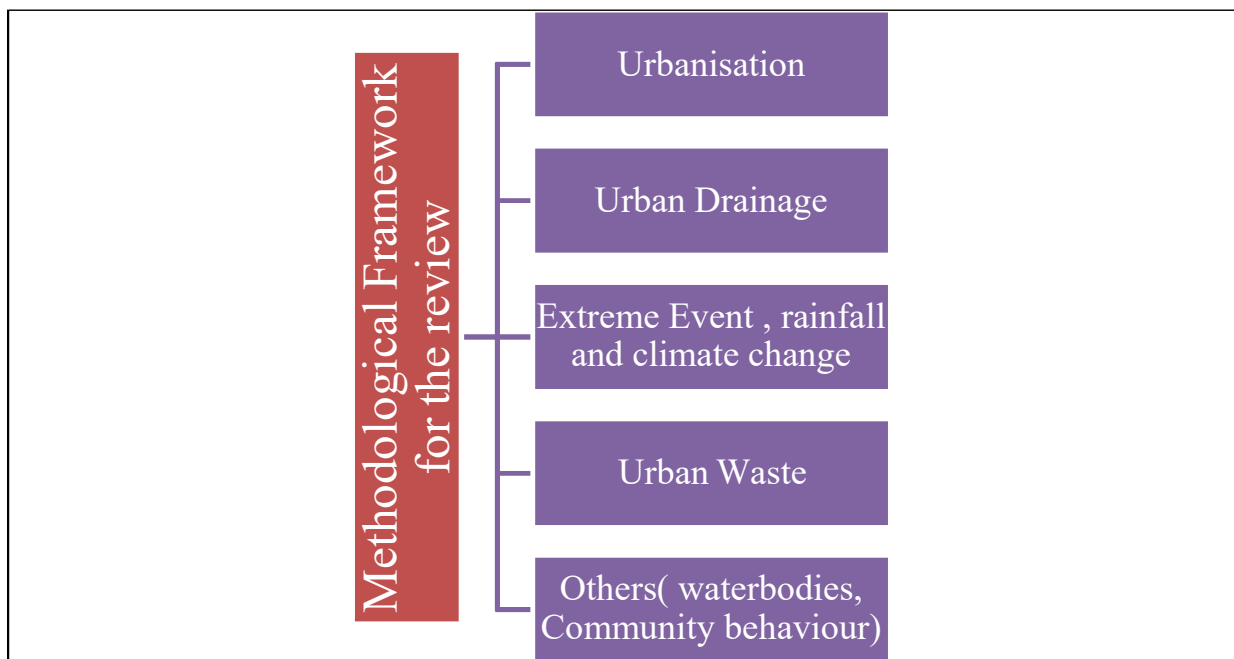 Methodological Framework
for the review
Urbanisation
Urban Drainage
Extreme Event , rainfall
and climate change
Urban Waste
Others( waterbodies,
Community behaviour)